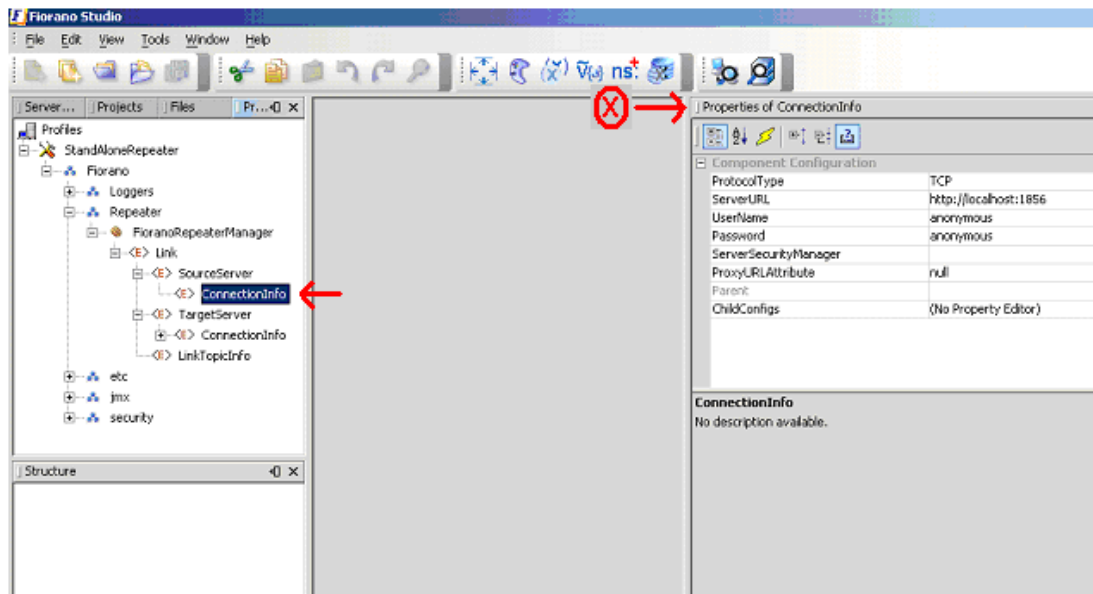 Fiorano Studio
File Edit View Tools Window Help
ns:
X
Server... Projects Files Pr...
Properties of ConnectionInfo
Profiles
StandAloneRepeater
Fiorano
Loggers
Repeater
FioranoRepeaterManager
<E> Link
<E> SourceServer
<E> ConnectionInfo
<E> TargetServer
<E> ConnectionInfo
<E> LinkTopicInfo
etc
jmx
security
Structure
Component Configuration
ProtocolType TCP
ServerURL http://localhost:1856
UserName anonymous
Password anonymous
ServerSecurityManager
ProxyURLAttribute null
Parent
ChildConfigs (No Property Editor)
ConnectionInfo
No description available.